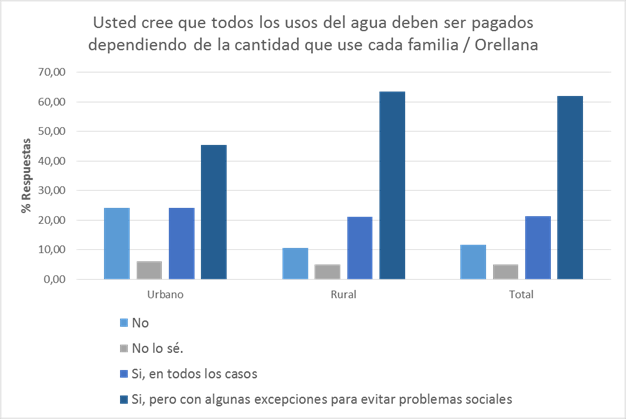 Usted cree que todos los usos del agua deben ser pagados
dependiendo de la cantidad que use cada familia / Orellana
% Respuestas
70,00
60,00
50,00
40,00
30,00
20,00
10,00
0,00
Urbano Rural Total
No
No lo sé.
Si, en todos los casos
Si, pero con algunas excepciones para evitar problemas sociales